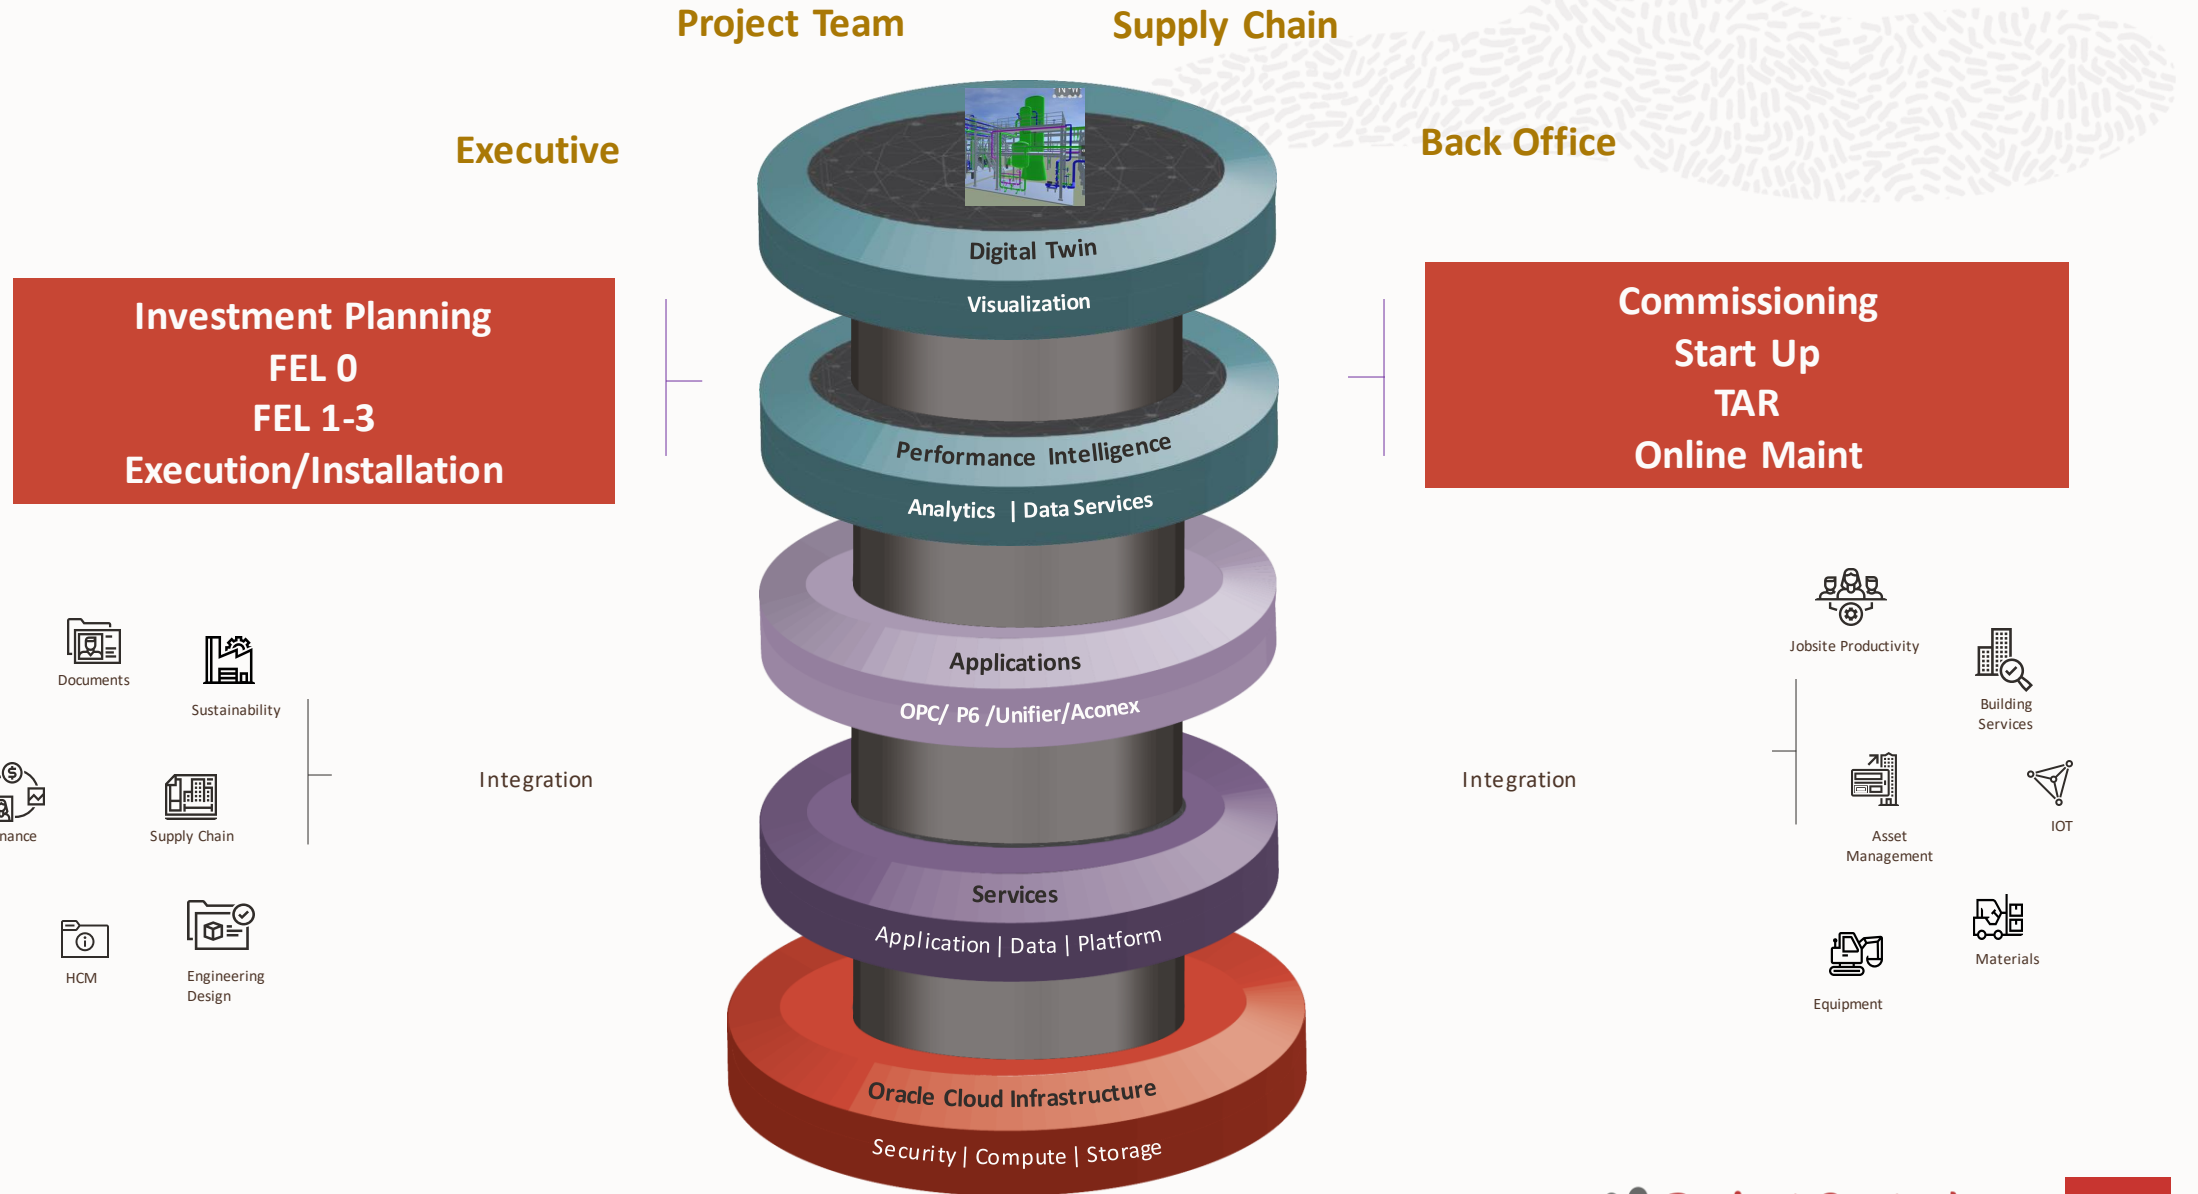 Project Team
Supply Chain
Executive
Back Office
Digital Twin
Visualization
Investment Planning
FEL 0
FEL 1-3
Execution/Installation
Commissioning
Start Up
TAR
Online Maint
Performance Intelligence
Analytics | Data Services
Applications
OPC/ P6 /Unifier/Aconex
Documents
Sustainability
Supply Chain
HCM
Engineering
Design
Integration
Integration
Jobsite Productivity
Building
Services
Asset
Management
IOT
Materials
Equipment
Services
Application | Data | Platform
Oracle Cloud Infrastructure
Security | Compute | Storage